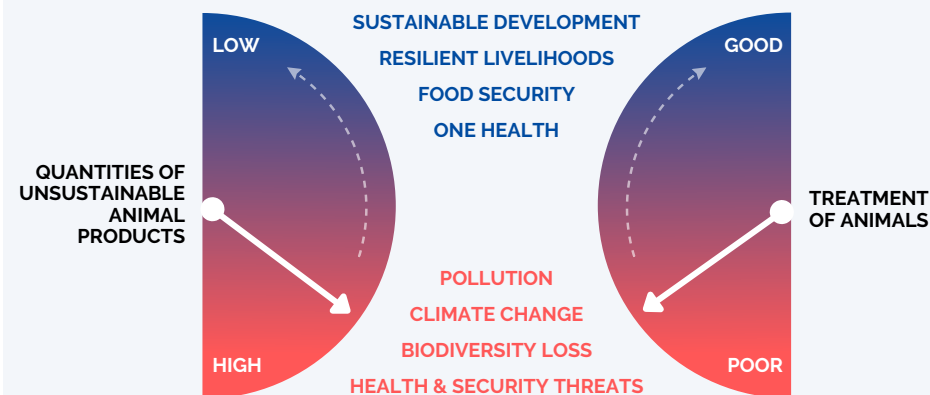 SUSTAINABLE DEVELOPMENT
RESILIENT LIVELIHOODS
FOOD SECURITY
ONE HEALTH
LOW
GOOD
QUANTITIES OF
UNSUSTAINABLE
ANIMAL
PRODUCTS
TREATMENT
OF ANIMALS
POLLUTION
CLIMATE CHANGE
BIODIVERSITY LOSS
HEALTH & SECURITY THREATS
HIGH
POOR